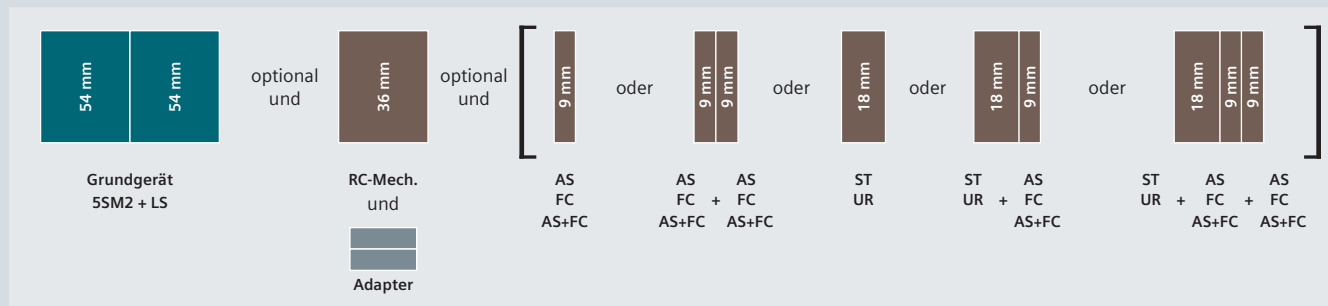 54 mm
54 mm
optional
und
36 mm
optional
und
9 mm
oder
9 mm
9 mm
oder
18 mm
oder
18 mm
9 mm
oder
18 mm
9 mm
9 mm
Grundgerät
5SM2 + LS
RC-Mech.
und
Adapter
AS
FC
AS+FC
AS AS
FC + FC
AS+FC AS+FC
ST
UR
ST AS
UR + FC
AS+FC
ST AS AS
UR + FC + FC
AS+FC AS+FC